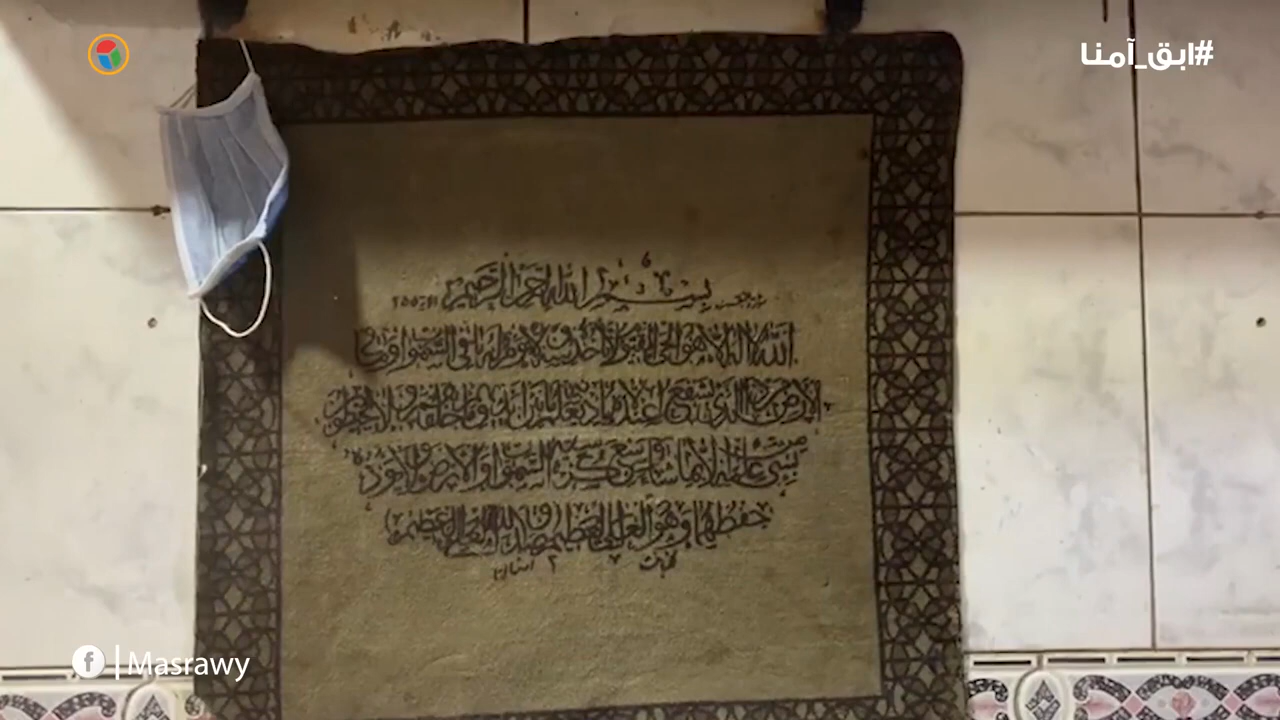 #ابق_آمنا
بسم الله الرحمن الرحيم
الله لا إله إلا هو الحي القيوم لا تأخذه سنة ولا نوم له ما في السموات وما في
الأرض من ذا الذي يشفع عنده إلا بإذنه يعلم ما بين أيديهم وما خلفهم ولا يحيطون
بشيء من علمه إلا بما شاء وسع كرسيه السموات والأرض ولا يؤده
حفظهما وهو العلي العظيم صدق الله العظيم
Masrawy